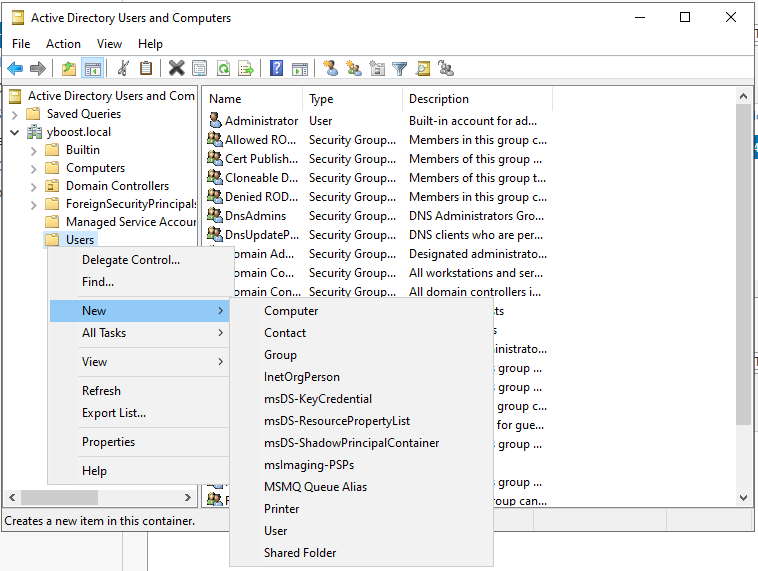 Active Directory Users and Computers
File Action View Help
Active Directory Users and Com
Saved Queries
yboost.local
Builtin
Computers
Domain Controllers
ForeignSecurityPrincipals
Managed Service Accour
Users
Name Type Description
Administrator User Built-in account for ad...
Allowed RO... Security Group... Members in this group c...
Cert Publish... Security Group... Members of this group ...
Cloneable D... Security Group... Members of this group t...
Denied ROD... Security Group... Members in this group c...
DnsAdmins Security Group... DNS Administrators Gro...
DnsUpdateP... Security Group... DNS clients who are per...
Domain Ad... Security Group... Designated administrato...
Domain Co... Security Group... All workstations and ser...
Domain Con... Security Group... All domain controllers i...
sts
s
inistrato...
s group ...
s group ...
group c...
for gue...
s group ...
s group ...
roup can...
Delegate Control...
Find...
New
All Tasks
View
Refresh
Export List...
Properties
Help
Computer
Contact
Group
InetOrgPerson
msDS-KeyCredential
msDS-ResourcePropertyList
msDS-ShadowPrincipalContainer
msImaging-PSPs
MSMQ Queue Alias
Printer
User
Shared Folder
Creates a new item in this container.